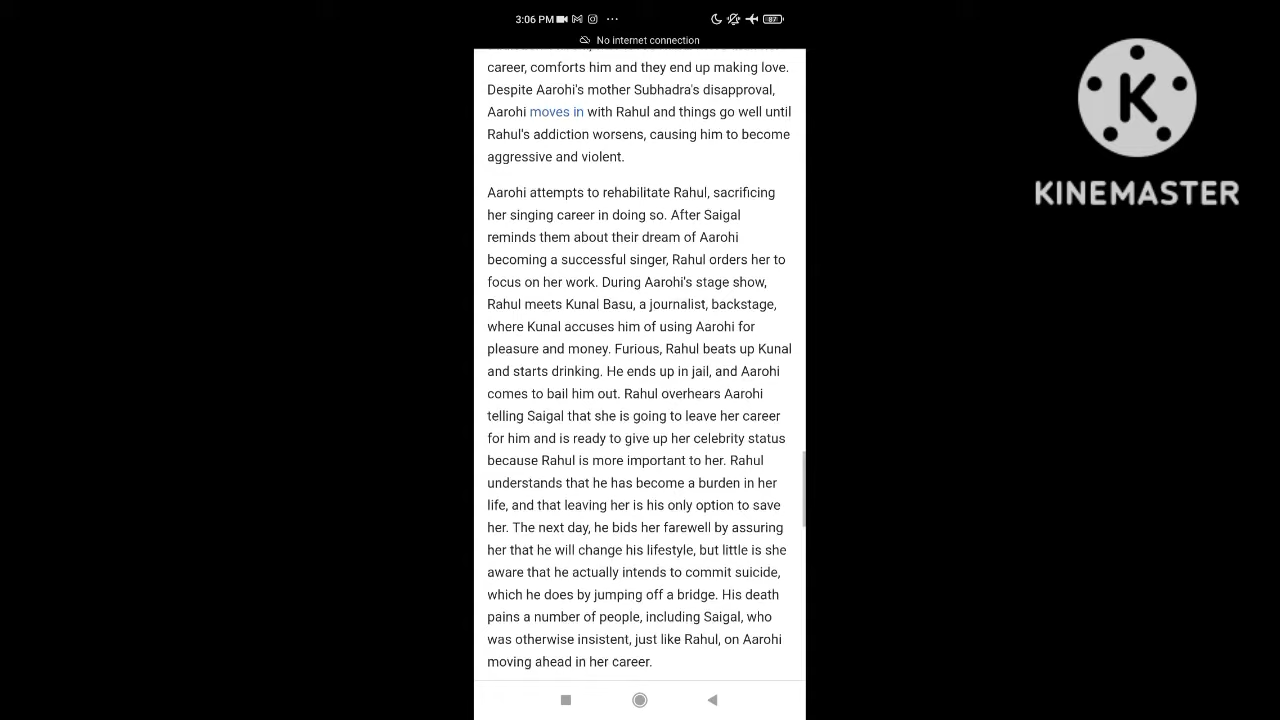 3:06 PM
87
No internet connection
career, comforts him and they end up making love.
Despite Aarohi's mother Subhadra's disapproval,
Aarohi moves in with Rahul and things go well until
Rahul's addiction worsens, causing him to become
aggressive and violent.
Aarohi attempts to rehabilitate Rahul, sacrificing
her singing career in doing so. After Saigal
reminds them about their dream of Aarohi
becoming a successful singer, Rahul orders her to
focus on her work. During Aarohi's stage show,
Rahul meets Kunal Basu, a journalist, backstage,
where Kunal accuses him of using Aarohi for
pleasure and money. Furious, Rahul beats up Kunal
and starts drinking. He ends up in jail, and Aarohi
comes to bail him out. Rahul overhears Aarohi
telling Saigal that she is going to leave her career
for him and is ready to give up her celebrity status
because Rahul is more important to her. Rahul
understands that he has become a burden in her
life, and that leaving her is his only option to save
her. The next day, he bids her farewell by assuring
her that he will change his lifestyle, but little is she
aware that he actually intends to commit suicide,
which he does by jumping off a bridge. His death
pains a number of people, including Saigal, who
was otherwise insistent, just like Rahul, on Aarohi
moving ahead in her career.
K
KINEMASTER